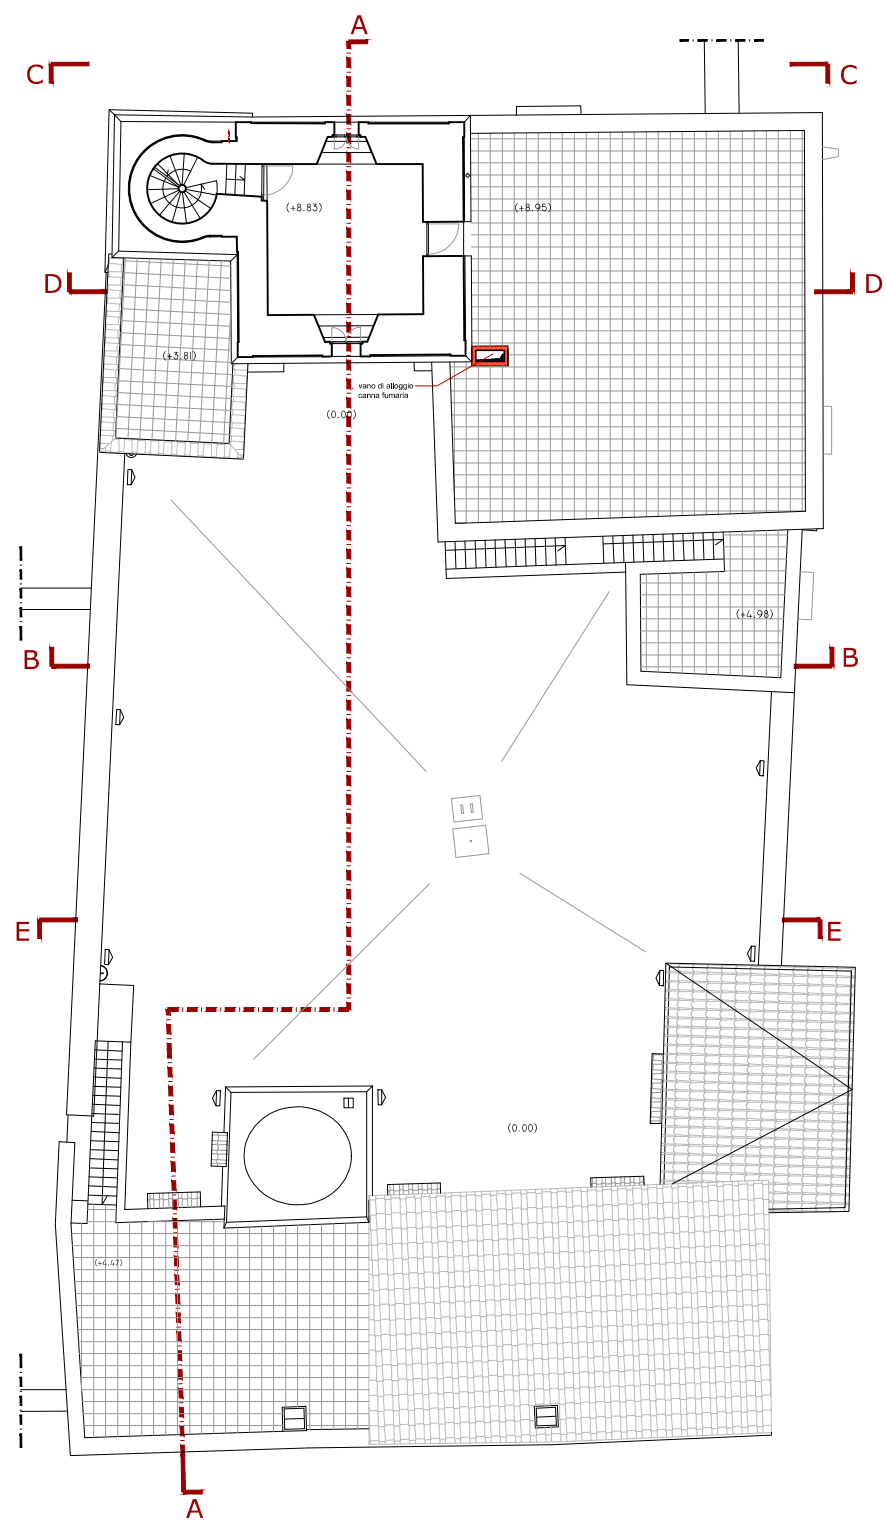 A
C
C
(+8.83)
(+8.95)
D
D
(+3.81)
vano di alloggio
canna fumaria
(0.00)
(+4.98)
B
B
E
E
(0.00)
(+4.47)
A